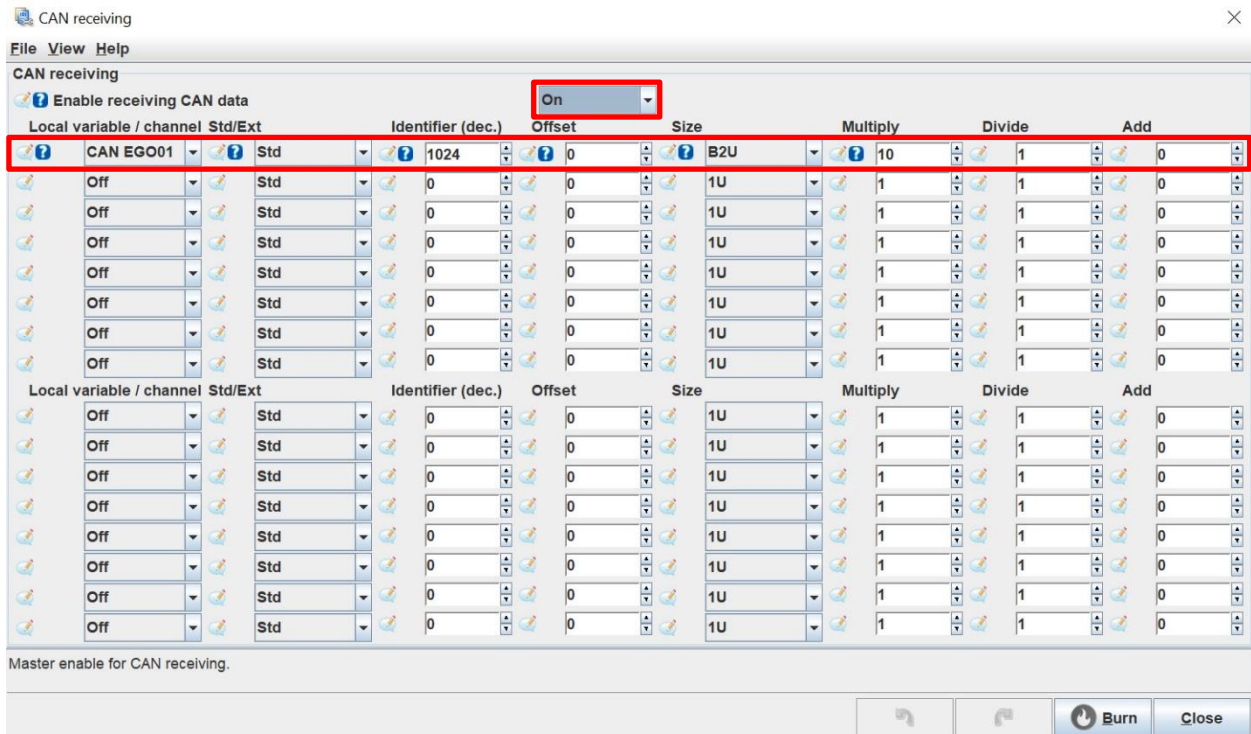 CAN receiving
File View Help
CAN receiving
Enable receiving CAN data On
Local variable / channel Std/Ext Identifier (dec.) Offset Size Multiply Divide Add
CAN EGO01 Std 1024 0 B2U 10 1 0
Off Std 0 0 1U 1 1 0
Off Std 0 0 1U 1 1 0
Off Std 0 0 1U 1 1 0
Off Std 0 0 1U 1 1 0
Off Std 0 0 1U 1 1 0
Off Std 0 0 1U 1 1 0
Off Std 0 0 1U 1 1 0
Local variable / channel Std/Ext Identifier (dec.) Offset Size Multiply Divide Add
Off Std 0 0 1U 1 1 0
Off Std 0 0 1U 1 1 0
Off Std 0 0 1U 1 1 0
Off Std 0 0 1U 1 1 0
Off Std 0 0 1U 1 1 0
Off Std 0 0 1U 1 1 0
Off Std 0 0 1U 1 1 0
Off Std 0 0 1U 1 1 0
Master enable for CAN receiving.
Burn Close